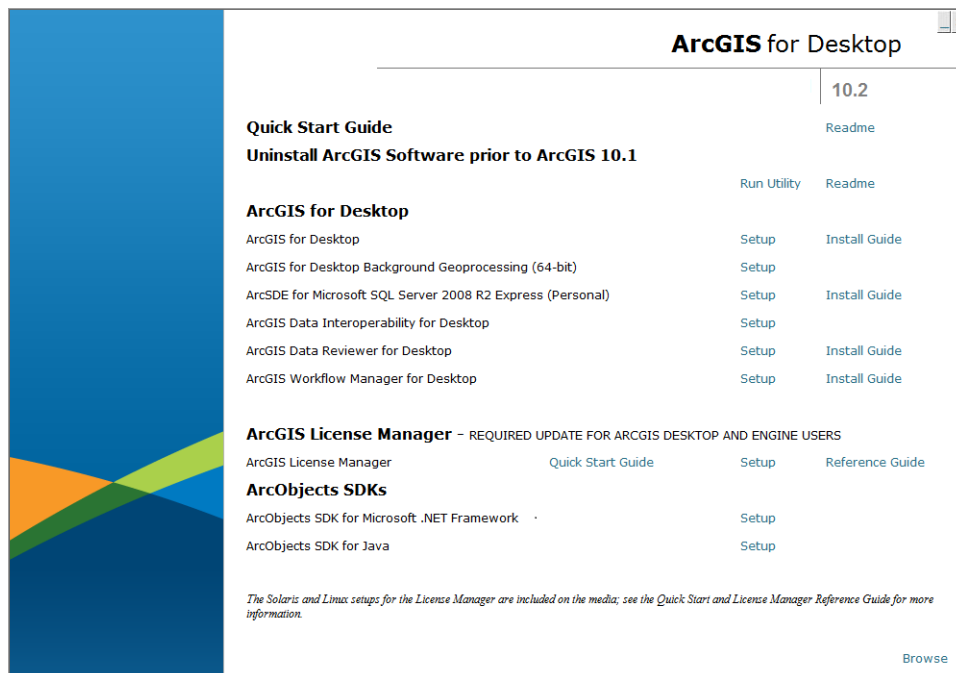 ArcGIS for Desktop
10.2
Quick Start Guide Readme
Uninstall ArcGIS Software prior to ArcGIS 10.1
Run Utility Readme
ArcGIS for Desktop
ArcGIS for Desktop Setup Install Guide
ArcGIS for Desktop Background Geoprocessing (64-bit) Setup
ArcSDE for Microsoft SQL Server 2008 R2 Express (Personal) Setup Install Guide
ArcGIS Data Interoperability for Desktop Setup
ArcGIS Data Reviewer for Desktop Setup Install Guide
ArcGIS Workflow Manager for Desktop Setup Install Guide
ArcGIS License Manager - REQUIRED UPDATE FOR ARCGIS DESKTOP AND ENGINE USERS
ArcGIS License Manager Quick Start Guide Setup Reference Guide
ArcObjects SDKs
ArcObjects SDK for Microsoft .NET Framework Setup
ArcObjects SDK for Java Setup
The Solaris and Linux setups for the License Manager are included on the media; see the Quick Start and License Manager Reference Guide for more
information.
Browse